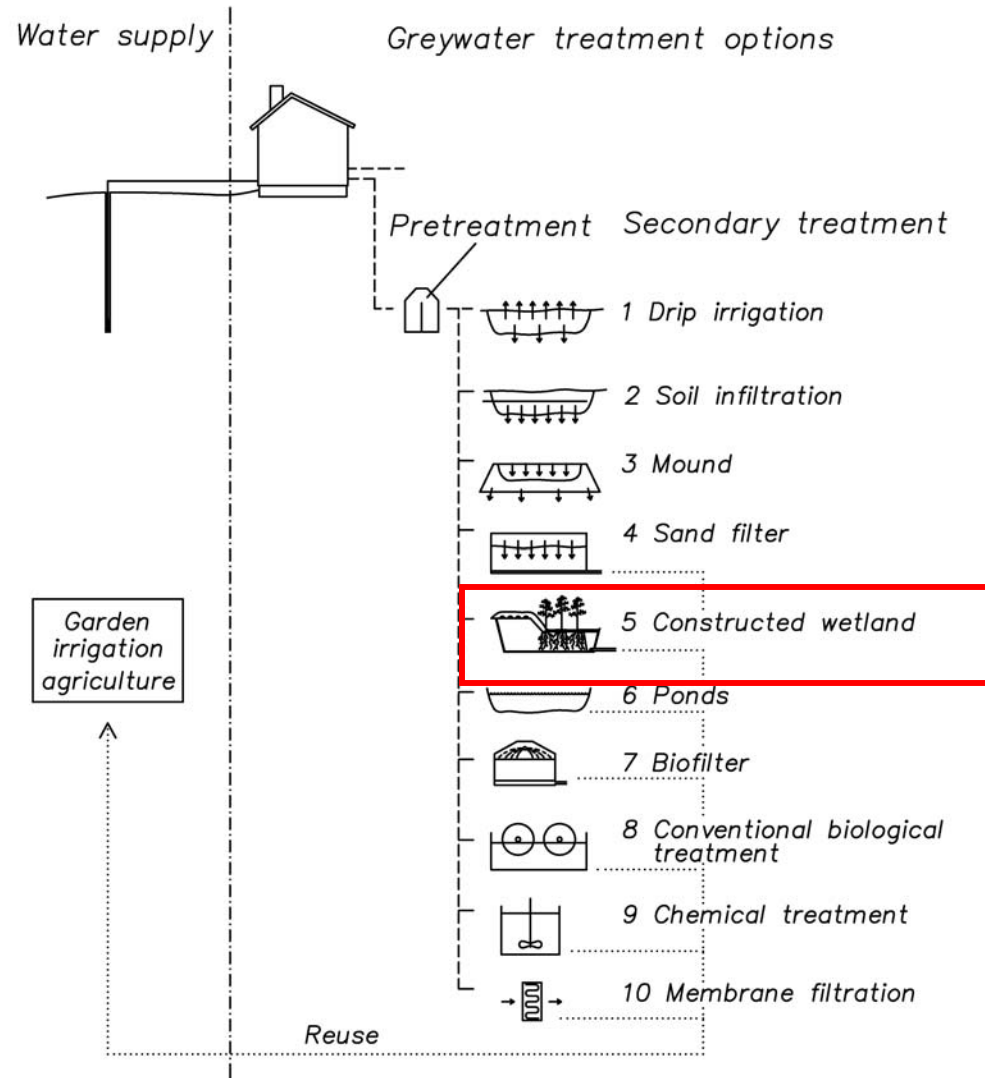 Water supply
Greywater treatment options
Pretreatment
Secondary treatment
1 Drip irrigation
2 Soil infiltration
3 Mound
4 Sand filter
5 Constructed wetland
6 Ponds
7 Biofilter
8 Conventional biological
treatment
9 Chemical treatment
10 Membrane filtration
Garden
irrigation
agriculture
Reuse